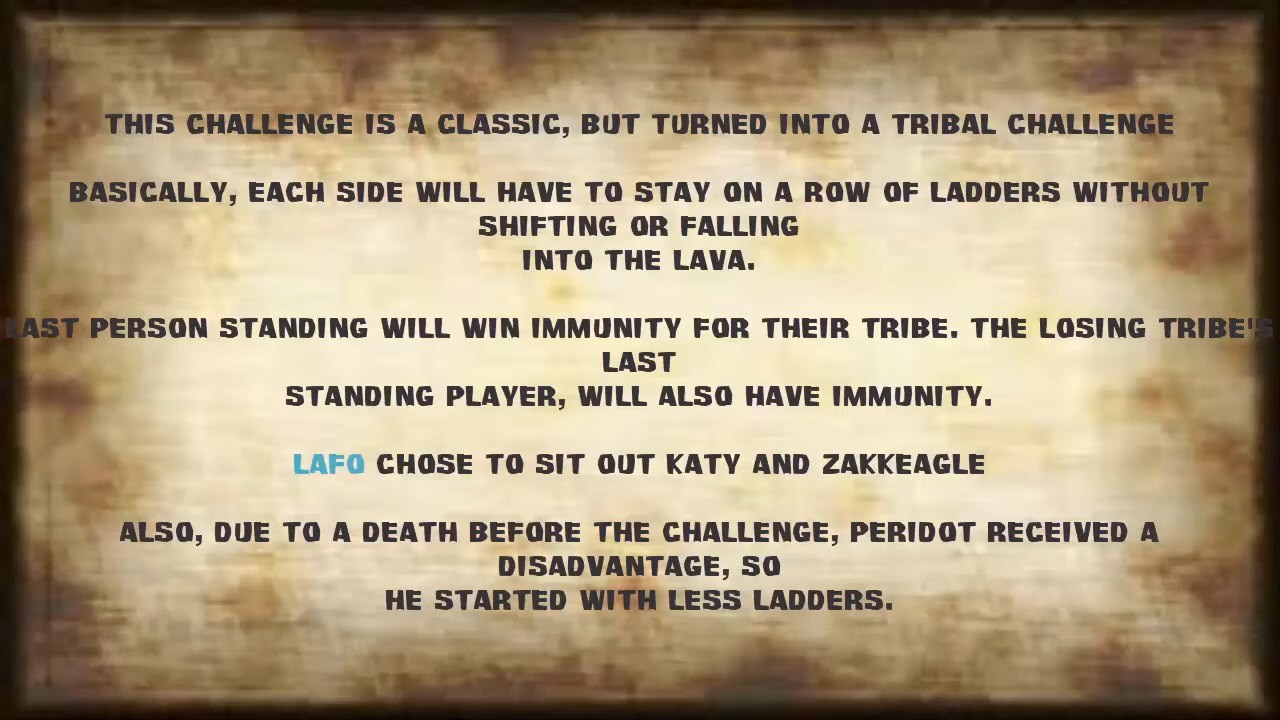 THIS CHALLENGE IS A CLASSIC, BUT TURNED INTO A TRIBAL CHALLENGE
BASICALLY, EACH SIDE WILL HAVE TO STAY ON A ROW OF LADDERS WITHOUT
SHIFTING OR FALLING
INTO THE LAVA.
LAST PERSON STANDING WILL WIN IMMUNITY FOR THEIR TRIBE. THE LOSING TRIBE'S
LAST
STANDING PLAYER, WILL ALSO HAVE IMMUNITY.
LAFO CHOSE TO SIT OUT KATY AND ZAKKEAGLE
ALSO, DUE TO A DEATH BEFORE THE CHALLENGE, PERIDOT RECEIVED A
DISADVANTAGE, SO
HE STARTED WITH LESS LADDERS.